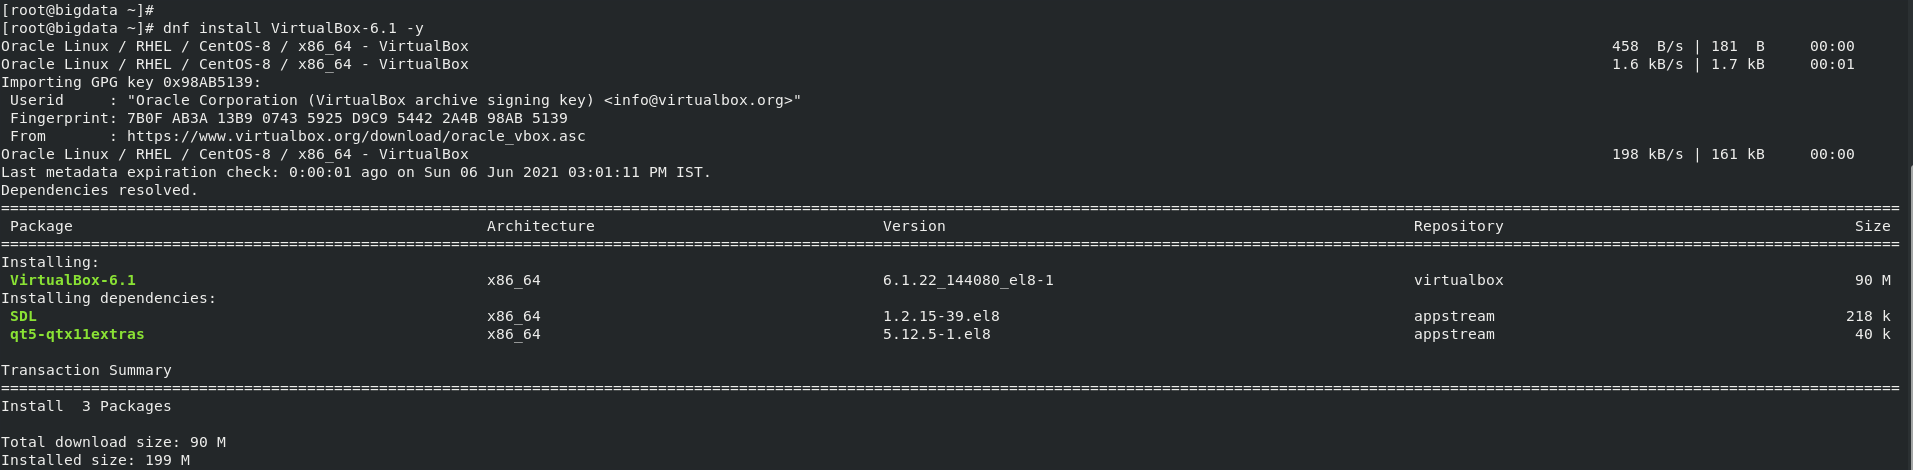 [root@bigdata ~]#
[root@bigdata ~]# dnf install VirtualBox-6.1 -y
Oracle Linux / RHEL / CentOS-8 / x86_64 - VirtualBox 458 B/s | 181 B 00:00
Oracle Linux / RHEL / CentOS-8 / x86_64 - VirtualBox 1.6 kB/s | 1.7 kB 00:01
Importing GPG key 0x98AB5139:
Userid : "Oracle Corporation (VirtualBox archive signing key) <info@virtualbox.org>"
Fingerprint: 7B0F AB3A 13B9 0743 5925 D9C9 5442 2A4B 98AB 5139
From : https://www.virtualbox.org/download/oracle_vbox.asc
Oracle Linux / RHEL / CentOS-8 / x86_64 - VirtualBox 198 kB/s | 161 kB 00:00
Last metadata expiration check: 0:00:01 ago on Sun 06 Jun 2021 03:01:11 PM IST.
Dependencies resolved.
Package Architecture Version Repository Size
Installing:
VirtualBox-6.1 x86_64 6.1.22_144080_el8-1 virtualbox 90 M
Installing dependencies:
SDL x86_64 1.2.15-39.el8 appstream 218 k
qt5-qtx11extras x86_64 5.12.5-1.el8 appstream 40 k
Transaction Summary
Install 3 Packages
Total download size: 90 M
Installed size: 199 M